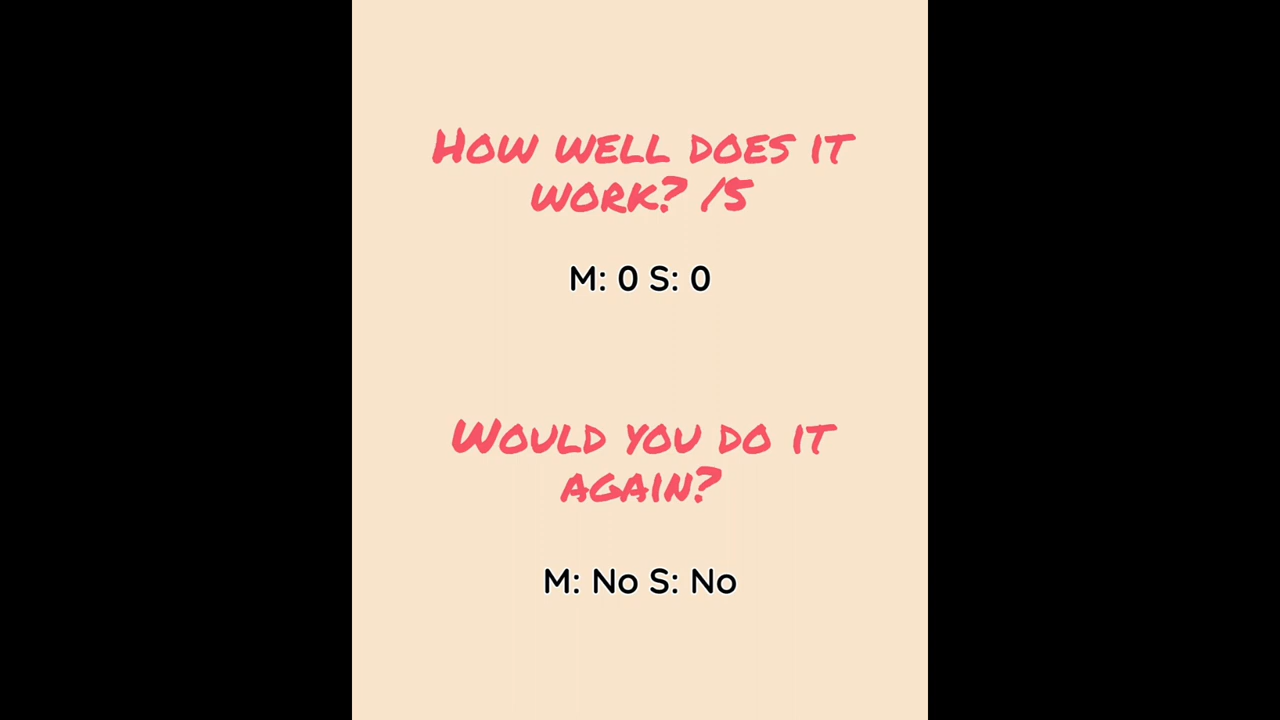 How well does it
work? /5
M: 0 S: 0
Would you do it
again?
M: No S: No